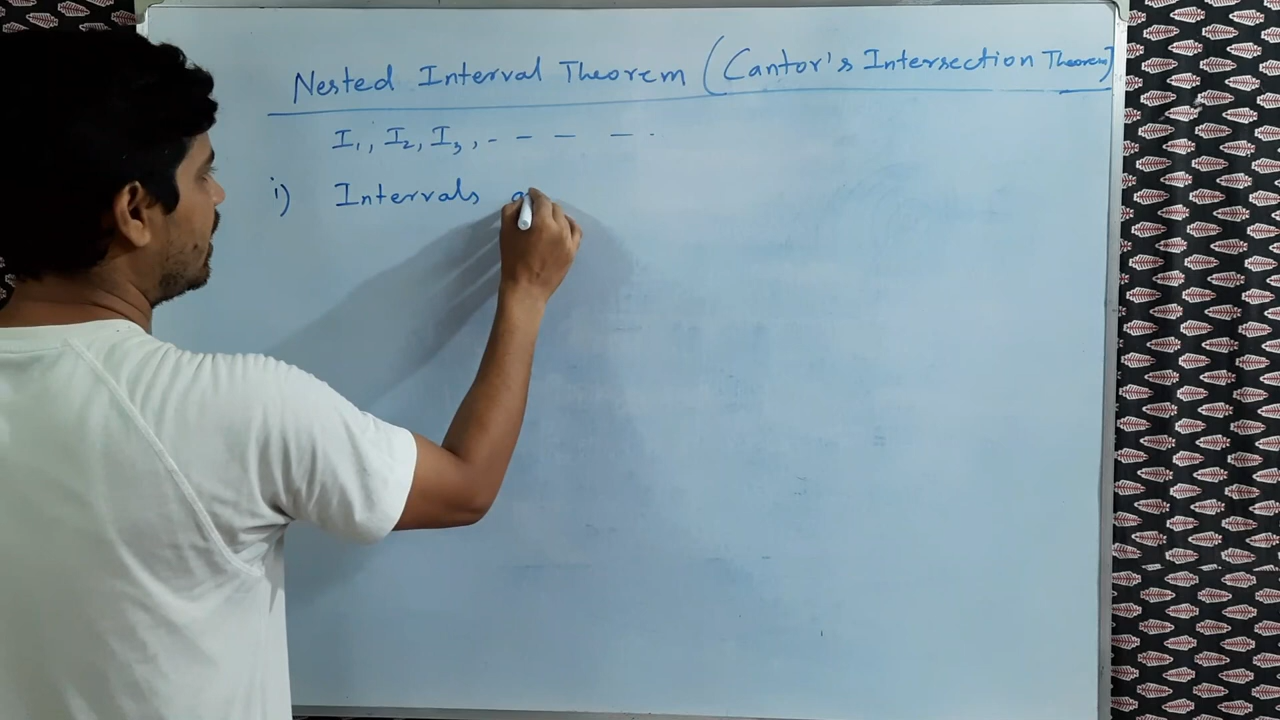 Nested Interval Theorem (Cantor's Intersection Theorem]
I₁, I₂, I₃, - - - - .
i) Intervals